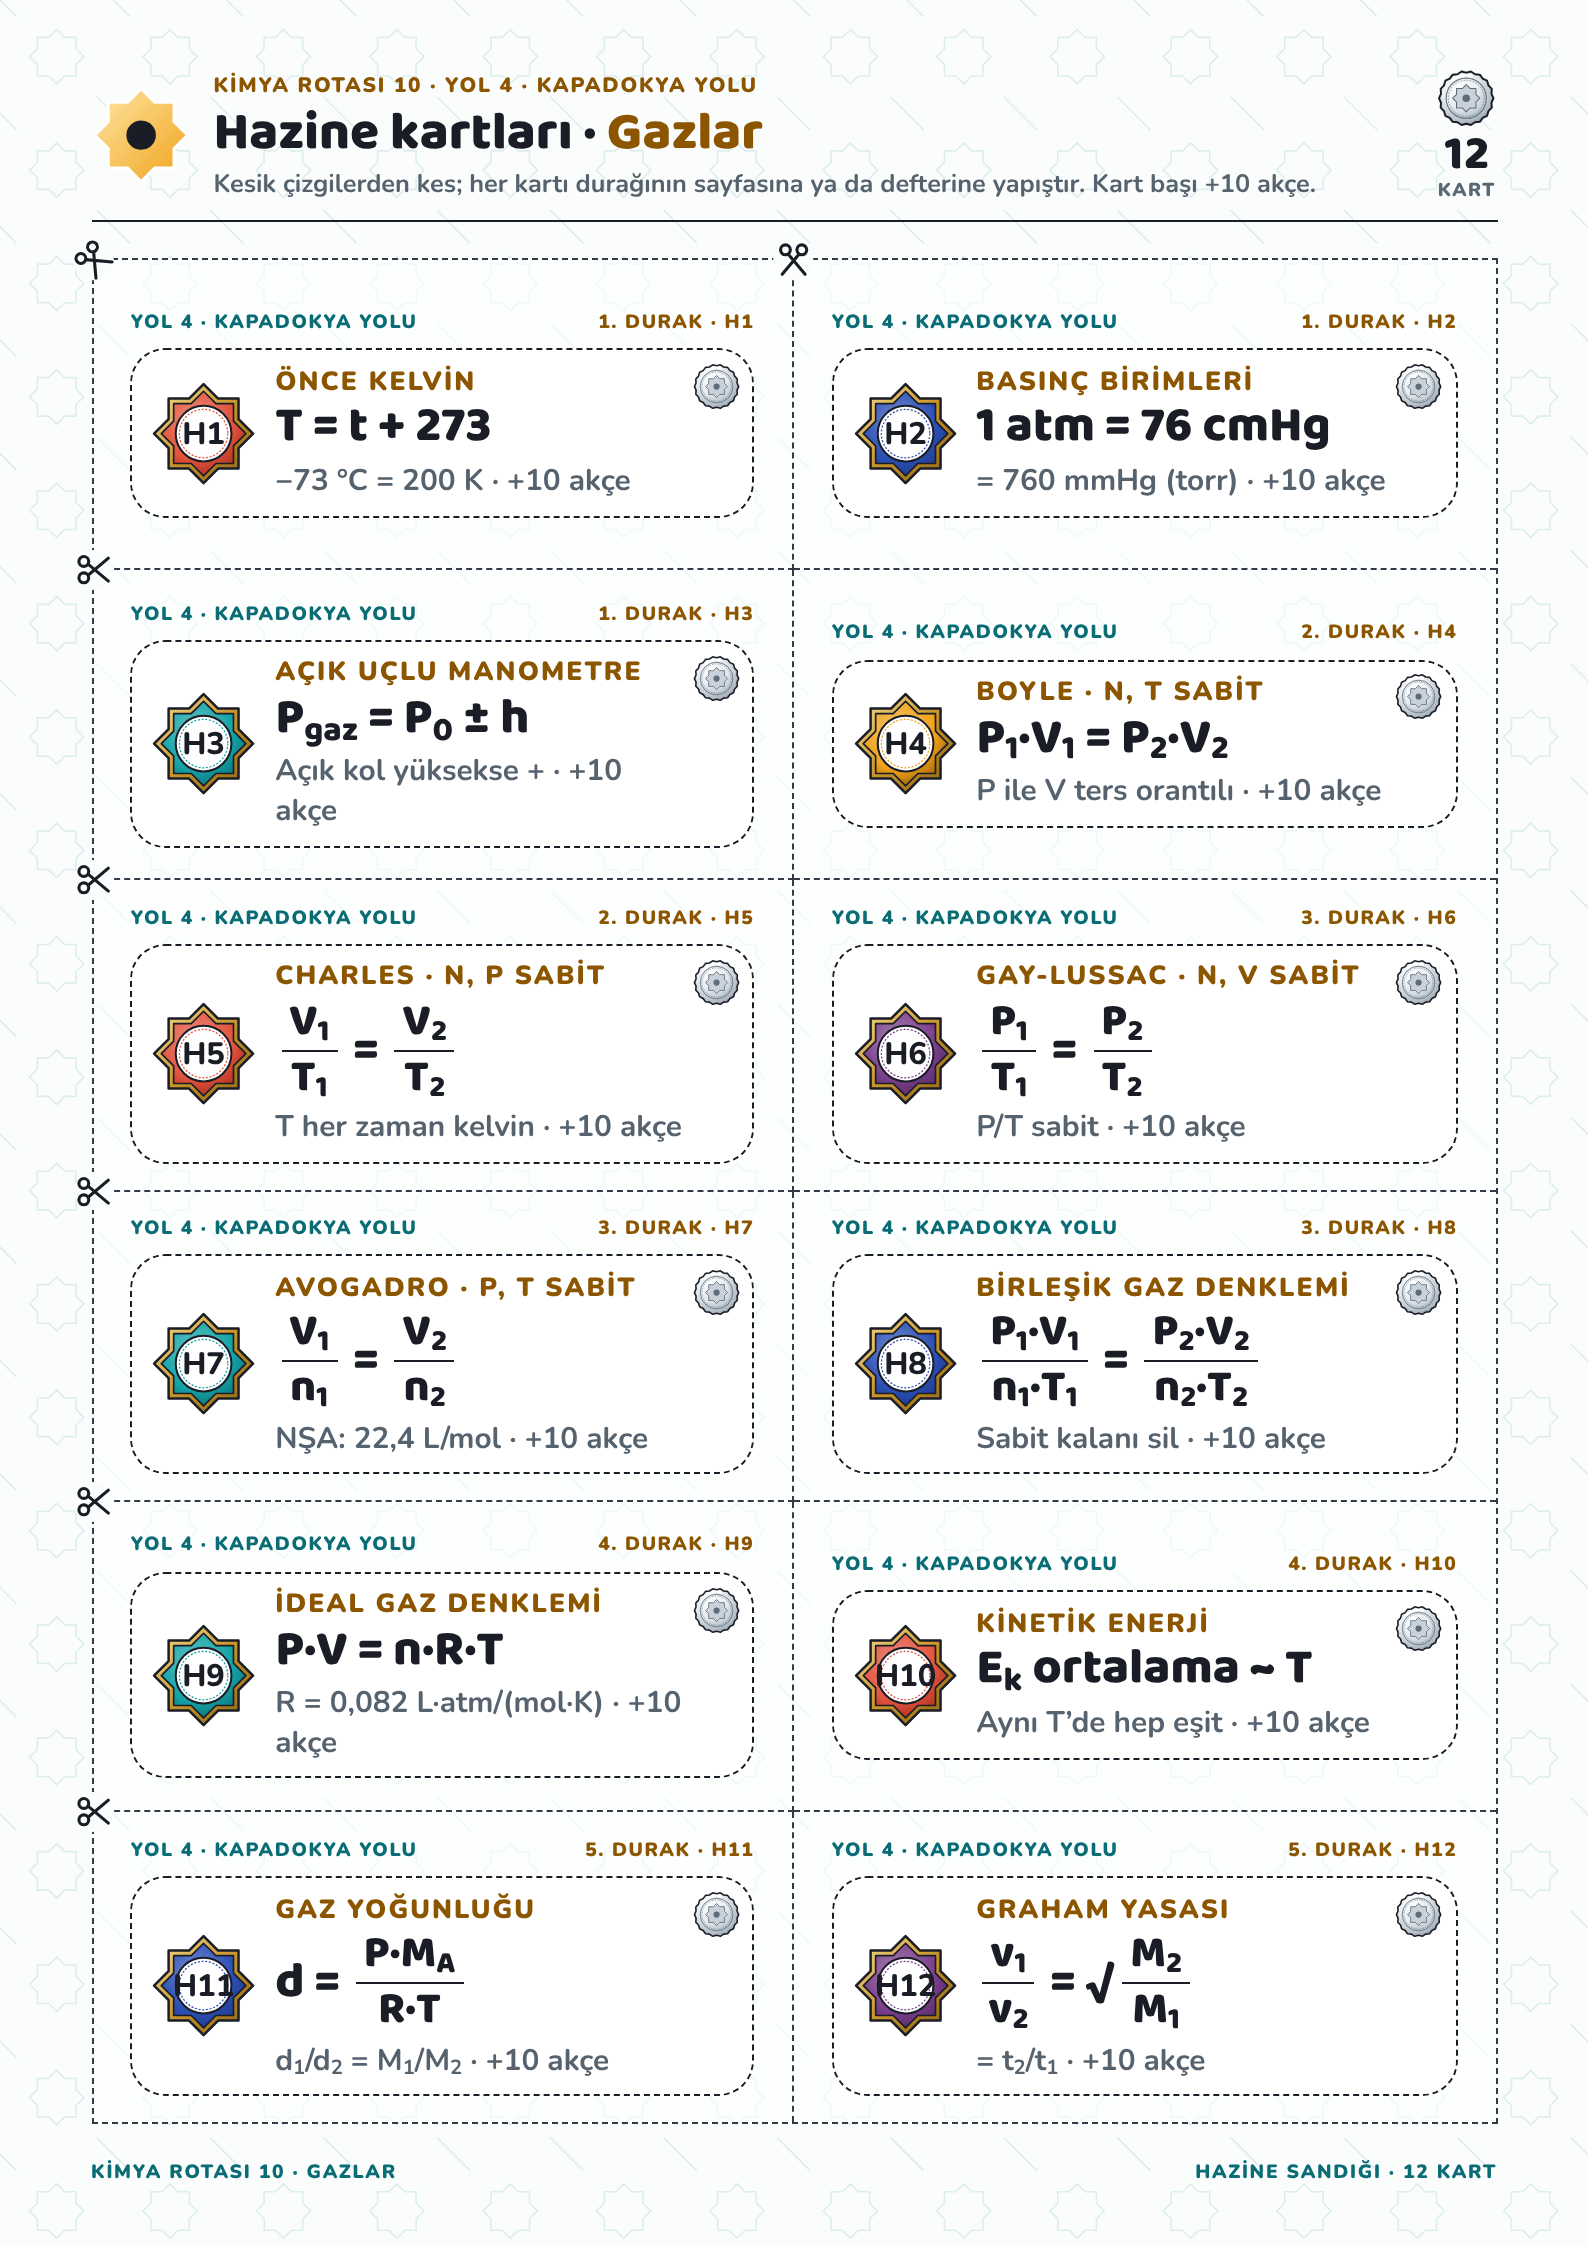 KİMYA ROTASI 10 · YOL 4 · KAPADOKYA YOLU
Hazine kartları · Gazlar
Kesik çizgilerden kes; her kartı durağının sayfasına ya da defterine yapıştır. Kart başı +10 akçe.
12
KART
YOL 4 · KAPADOKYA YOLU 1. DURAK · H1
H1
ÖNCE KELVİN
T = t + 273
−73 °C = 200 K · +10 akçe
YOL 4 · KAPADOKYA YOLU 1. DURAK · H2
H2
BASINÇ BİRİMLERİ
1 atm = 76 cmHg
= 760 mmHg (torr) · +10 akçe
YOL 4 · KAPADOKYA YOLU 1. DURAK · H3
H3
AÇIK UÇLU MANOMETRE
Pgaz = P0 ± h
Açık kol yüksekse + · +10
akçe
YOL 4 · KAPADOKYA YOLU 2. DURAK · H4
H4
BOYLE · N, T SABİT
P1·V1 = P2·V2
P ile V ters orantılı · +10 akçe
YOL 4 · KAPADOKYA YOLU 2. DURAK · H5
H5
CHARLES · N, P SABİT
V1 V2
=
T1 T2
T her zaman kelvin · +10 akçe
YOL 4 · KAPADOKYA YOLU 3. DURAK · H6
H6
GAY-LUSSAC · N, V SABİT
P1 P2
=
T1 T2
P/T sabit · +10 akçe
YOL 4 · KAPADOKYA YOLU 3. DURAK · H7
H7
AVOGADRO · P, T SABİT
V1 V2
=
n1 n2
NŞA: 22,4 L/mol · +10 akçe
YOL 4 · KAPADOKYA YOLU 3. DURAK · H8
H8
BİRLEŞİK GAZ DENKLEMİ
P1·V1 P2·V2
=
n1·T1 n2·T2
Sabit kalanı sil · +10 akçe
YOL 4 · KAPADOKYA YOLU 4. DURAK · H9
H9
İDEAL GAZ DENKLEMİ
P·V = n·R·T
R = 0,082 L·atm/(mol·K) · +10
akçe
YOL 4 · KAPADOKYA YOLU 4. DURAK · H10
H10
KİNETİK ENERJİ
Ek ortalama ~ T
Aynı T’de hep eşit · +10 akçe
YOL 4 · KAPADOKYA YOLU 5. DURAK · H11
H11
GAZ YOĞUNLUĞU
P·MA
d =
R·T
d1/d2 = M1/M2 · +10 akçe
YOL 4 · KAPADOKYA YOLU 5. DURAK · H12
H12
GRAHAM YASASI
v1 M2
= √
v2 M1
= t2/t1 · +10 akçe
KİMYA ROTASI 10 · GAZLAR
HAZİNE SANDIĞI · 12 KART